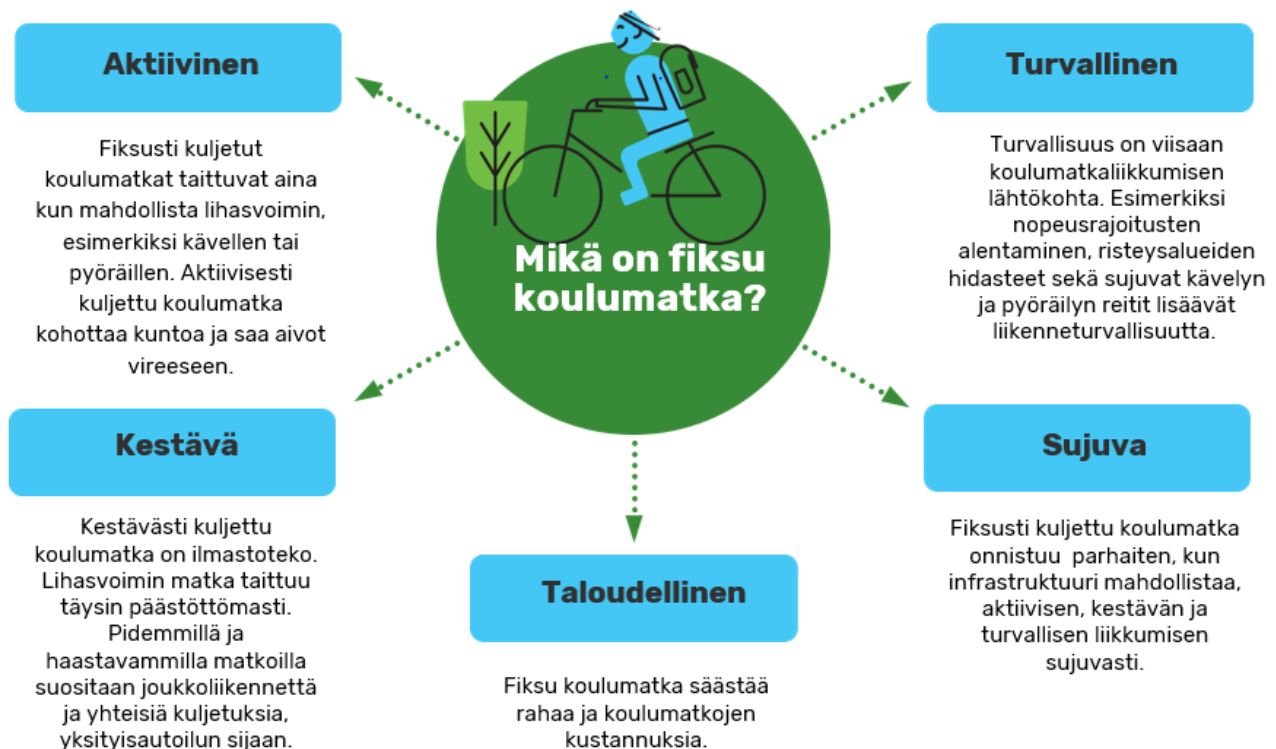 Mikä on fiksu
koulumatka?
Aktiivinen
Fiksusti kuljetut
koulumatkat taittuvat aina
kun mahdollista lihasvoimin,
esimerkiksi kävellen tai
pyöräillen. Aktiivisesti
kuljettu koulumatka
kohottaa kuntoa ja saa aivot
vireeseen.
Turvallinen
Turvallisuus on viisaan
koulumatkaliikkumisen
lähtökohta. Esimerkiksi
nopeusrajoitusten
alentaminen, risteysalueiden
hidasteet sekä sujuvat kävelyn
ja pyöräilyn reitit lisäävät
liikenneturvallisuutta.
Kestävä
Kestävästi kuljettu
koulumatka on ilmastoteko.
Lihasvoimin matka taittuu
täysin päästöttömasti.
Pidemmillä ja
haastavammilla matkoilla
suositaan joukkoliikennettä
ja yhteisiä kuljetuksia,
yksityisautoilun sijaan.
Taloudellinen
Fiksu koulumatka säästää
rahaa ja koulumatkojen
kustannuksia.
Sujuva
Fiksusti kuljettu koulumatka
onnistuu  parhaiten, kun
infrastruktuuri mahdollistaa,
aktiivisen, kestävän ja
turvallisen liikkumisen
sujuvasti.